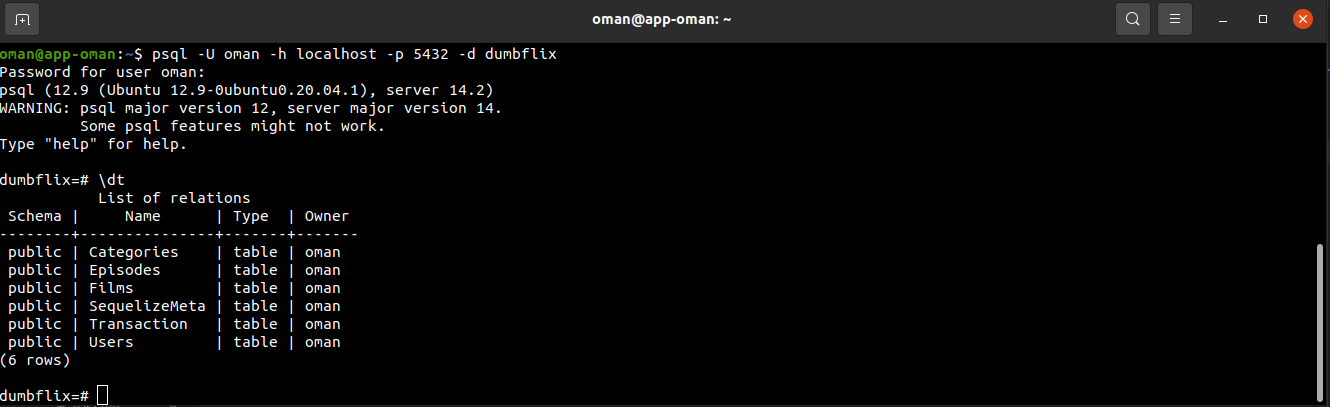 oman@app-oman: ~
oman@app-oman:~$ psql -U oman -h localhost -p 5432 -d dumbflix
Password for user oman:
psql (12.9 (Ubuntu 12.9-0ubuntu0.20.04.1), server 14.2)
WARNING: psql major version 12, server major version 14.
         Some psql features might not work.
Type "help" for help.

dumbflix=# \dt
           List of relations
 Schema |     Name      | Type  | Owner
--------+---------------+-------+-------
 public | Categories    | table | oman
 public | Episodes      | table | oman
 public | Films         | table | oman
 public | SequelizeMeta | table | oman
 public | Transaction   | table | oman
 public | Users         | table | oman
(6 rows)

dumbflix=#